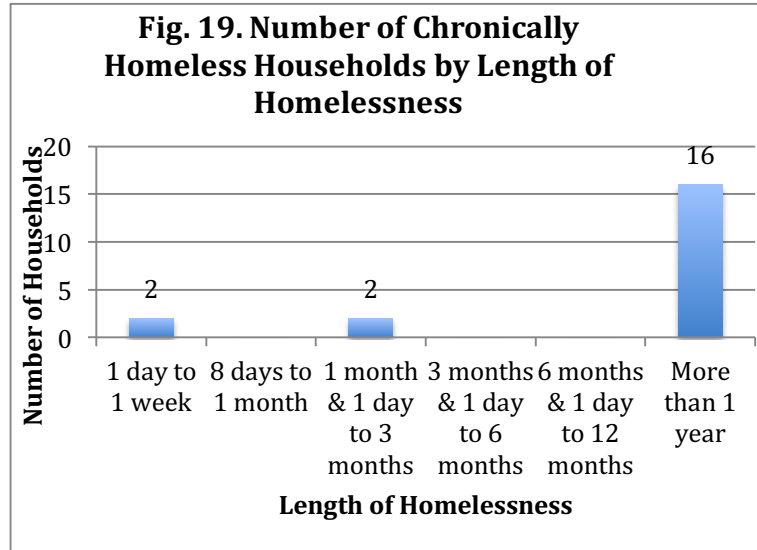 Fig. 19. Number of Chronically
Homeless Households by Length of
Homelessness
Number of Households
20
15
10
5
0
2
2
16
1 day to
1 week
8 days to
1 month
1 month
& 1 day
to 3
months
3 months
& 1 day
to 6
months
6 months
& 1 day
to 12
months
More
than 1
year
Length of Homelessness